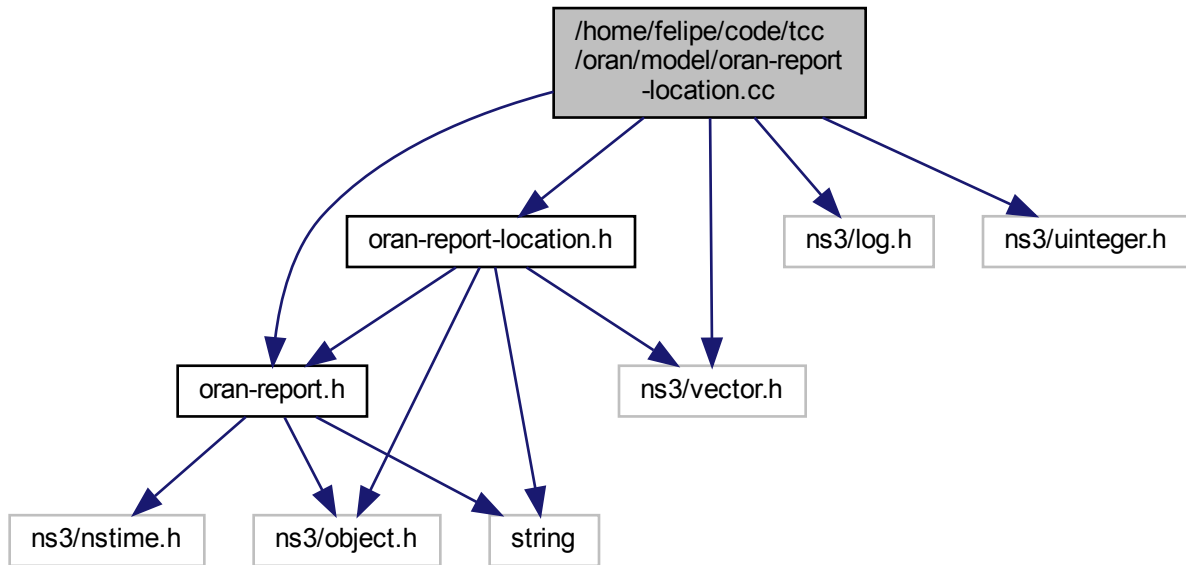 /home/felipe/code/tcc
/oran/model/oran-report
-location.cc
oran-report-location.h
ns3/log.h
ns3/uinteger.h
oran-report.h
ns3/vector.h
ns3/nstime.h
ns3/object.h
string